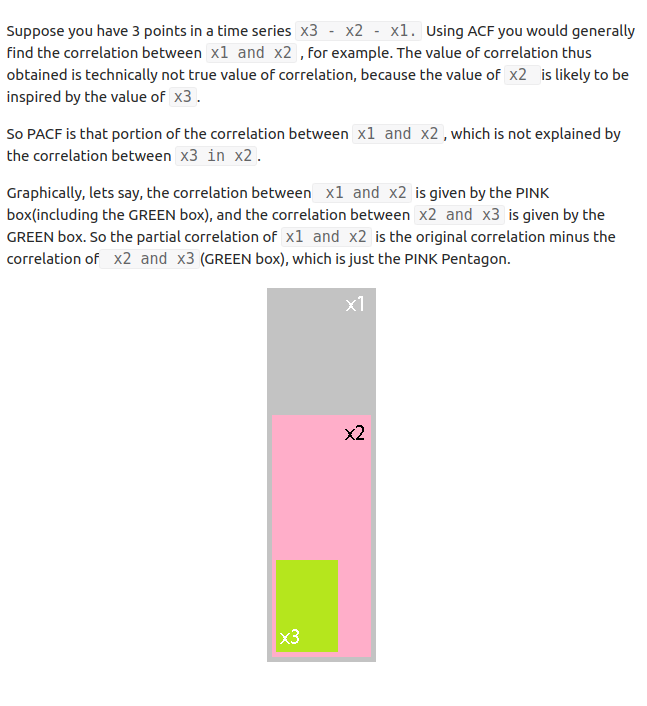 Suppose you have 3 points in a time series x3 - x2 - x1. Using ACF you would generally
find the correlation between x1 and x2 , for example. The value of correlation thus
obtained is technically not true value of correlation, because the value of x2 is likely to be
inspired by the value of x3 .
So PACF is that portion of the correlation between x1 and x2 , which is not explained by
the correlation between x3 in x2 .
Graphically, lets say, the correlation between x1 and x2 is given by the PINK
box(including the GREEN box), and the correlation between x2 and x3 is given by the
GREEN box. So the partial correlation of x1 and x2 is the original correlation minus the
correlation of x2 and x3 (GREEN box), which is just the PINK Pentagon.
x1
x2
x3